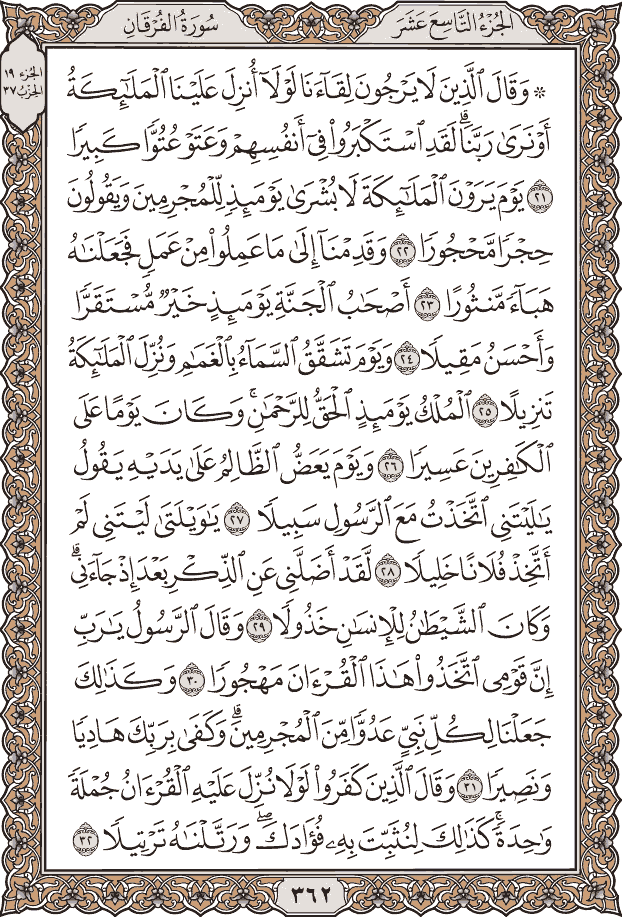 الجُزْءُ التَّاسِعَ عَشَرَ
سُورَةُ الفُرْقَانِ
الجزء ١٩
الحزب ٣٧
۞ وَقَالَ ٱلَّذِينَ لَا يَرْجُونَ لِقَآءَنَا لَوْلَآ أُنزِلَ عَلَيْنَا ٱلْمَلَٰٓئِكَةُ
أَوْ نَرَىٰ رَبَّنَاۗ لَقَدِ ٱسْتَكْبَرُوا۟ فِىٓ أَنفُسِهِمْ وَعَتَوْ عُتُوًّا كَبِيرًا
٢١ يَوْمَ يَرَوْنَ ٱلْمَلَٰٓئِكَةَ لَا بُشْرَىٰ يَوْمَئِذٍ لِّلْمُجْرِمِينَ وَيَقُولُونَ
حِجْرًا مَّحْجُورًا ٢٢ وَقَدِمْنَآ إِلَىٰ مَا عَمِلُوا۟ مِنْ عَمَلٍ فَجَعَلْنَٰهُ
هَبَآءً مَّنثُورًا ٢٣ أَصْحَٰبُ ٱلْجَنَّةِ يَوْمَئِذٍ خَيْرٌ مُّسْتَقَرًّا
وَأَحْسَنُ مَقِيلًا ٢٤ وَيَوْمَ تَشَقَّقُ ٱلسَّمَآءُ بِٱلْغَمَٰمِ وَنُزِّلَ ٱلْمَلَٰٓئِكَةُ
تَنزِيلًا ٢٥ ٱلْمُلْكُ يَوْمَئِذٍ ٱلْحَقُّ لِلرَّحْمَٰنِۚ وَكَانَ يَوْمًا عَلَى
ٱلْكَٰفِرِينَ عَسِيرًا ٢٦ وَيَوْمَ يَعَضُّ ٱلظَّالِمُ عَلَىٰ يَدَيْهِ يَقُولُ
يَٰلَيْتَنِى ٱتَّخَذْتُ مَعَ ٱلرَّسُولِ سَبِيلًا ٢٧ يَٰوَيْلَتَىٰ لَيْتَنِى لَمْ
أَتَّخِذْ فُلَانًا خَلِيلًا ٢٨ لَّقَدْ أَضَلَّنِى عَنِ ٱلذِّكْرِ بَعْدَ إِذْ جَآءَنِىۗ
وَكَانَ ٱلشَّيْطَٰنُ لِلْإِنسَٰنِ خَذُولًا ٢٩ وَقَالَ ٱلرَّسُولُ يَٰرَبِّ
إِنَّ قَوْمِى ٱتَّخَذُوا۟ هَٰذَا ٱلْقُرْءَانَ مَهْجُورًا ٣٠ وَكَذَٰلِكَ
جَعَلْنَا لِكُلِّ نَبِىٍّ عَدُوًّا مِّنَ ٱلْمُجْرِمِينَۗ وَكَفَىٰ بِرَبِّكَ هَادِيًا
وَنَصِيرًا ٣١ وَقَالَ ٱلَّذِينَ كَفَرُوا۟ لَوْلَا نُزِّلَ عَلَيْهِ ٱلْقُرْءَانُ جُمْلَةً
وَٰحِدَةًۚ كَذَٰلِكَ لِنُثَبِّتَ بِهِۦ فُؤَادَكَۖ وَرَتَّلْنَٰهُ تَرْتِيلًا ٣٢
٣٦٢